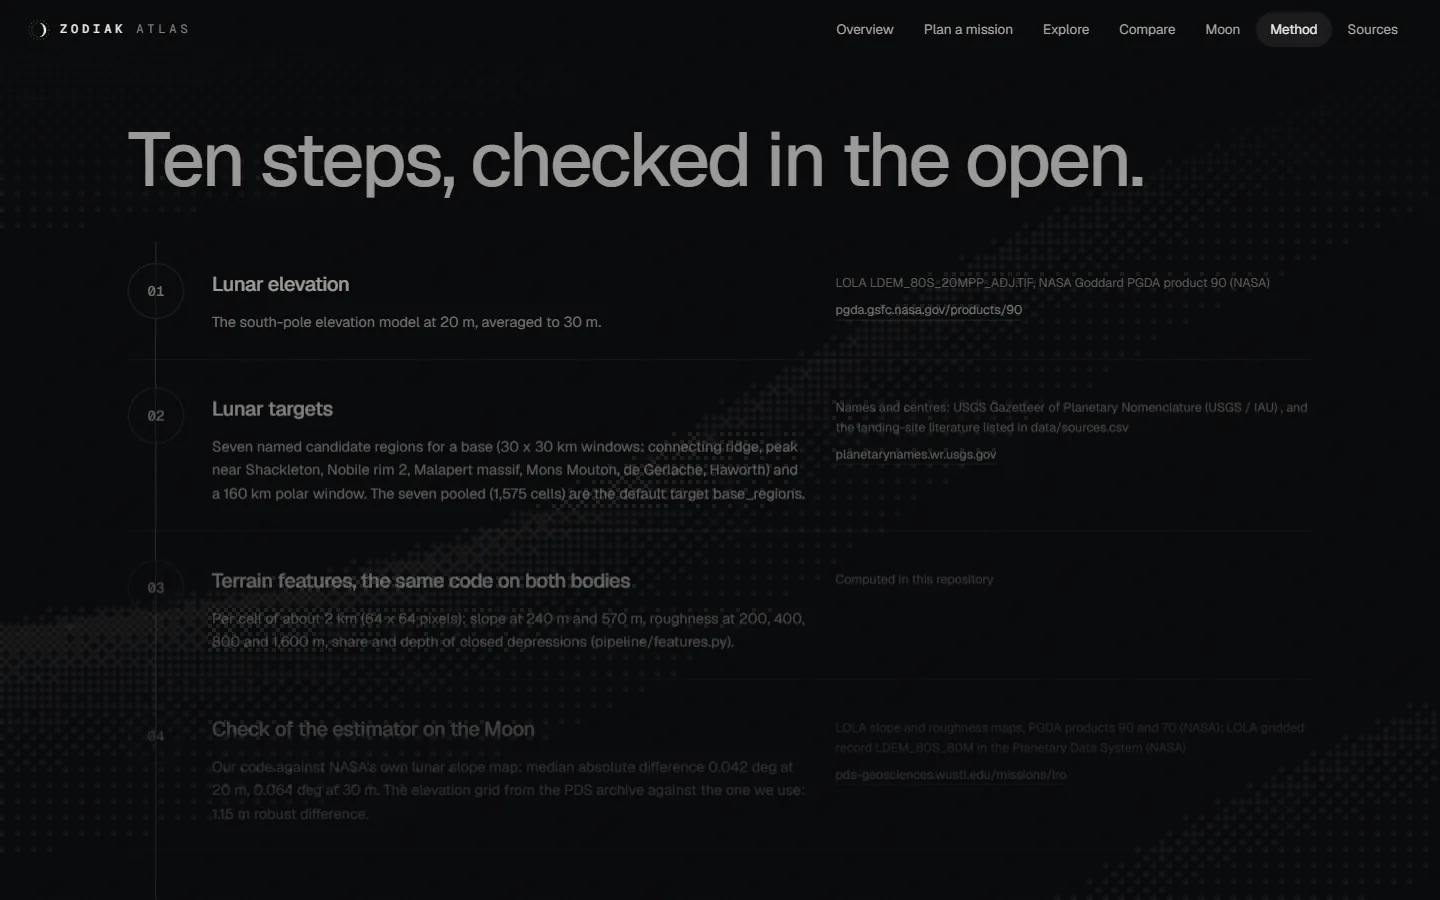 ZODIAK ATLAS
Overview Plan a mission Explore Compare Moon Method Sources
Ten steps, checked in the open.
01
Lunar elevation
The south-pole elevation model at 20 m, averaged to 30 m.
LOLA LDEM_80S_20MPP_ADJ.TIF, NASA Goddard PGDA product 90 (NASA)
pgda.gsfc.nasa.gov/products/90
02
Lunar targets
Seven named candidate regions for a base (30 x 30 km windows: connecting ridge, peak
near Shackleton, Nobile rim 2, Malapert massif, Mons Mouton, de Gerlache, Haworth) and
a 160 km polar window. The seven pooled (1,575 cells) are the default target base_regions.
Names and centres: USGS Gazetteer of Planetary Nomenclature (USGS / IAU) , and
the landing-site literature listed in data/sources.csv
planetarynames.wr.usgs.gov
03
Terrain features, the same code on both bodies
Per cell of about 2 km (64 x 64 pixels): slope at 240 m and 570 m, roughness at 200, 400,
800 and 1,600 m, share and depth of closed depressions (pipeline/features.py).
Computed in this repository
04
Check of the estimator on the Moon
Our code against NASA's own lunar slope map: median absolute difference 0.042 deg at
20 m, 0.064 deg at 30 m. The elevation grid from the PDS archive against the one we use:
1.15 m robust difference.
LOLA slope and roughness maps, PGDA products 90 and 70 (NASA); LOLA gridded
record LDEM_80S_80M in the Planetary Data System (NASA)
pds-geosciences.wustl.edu/missions/lro